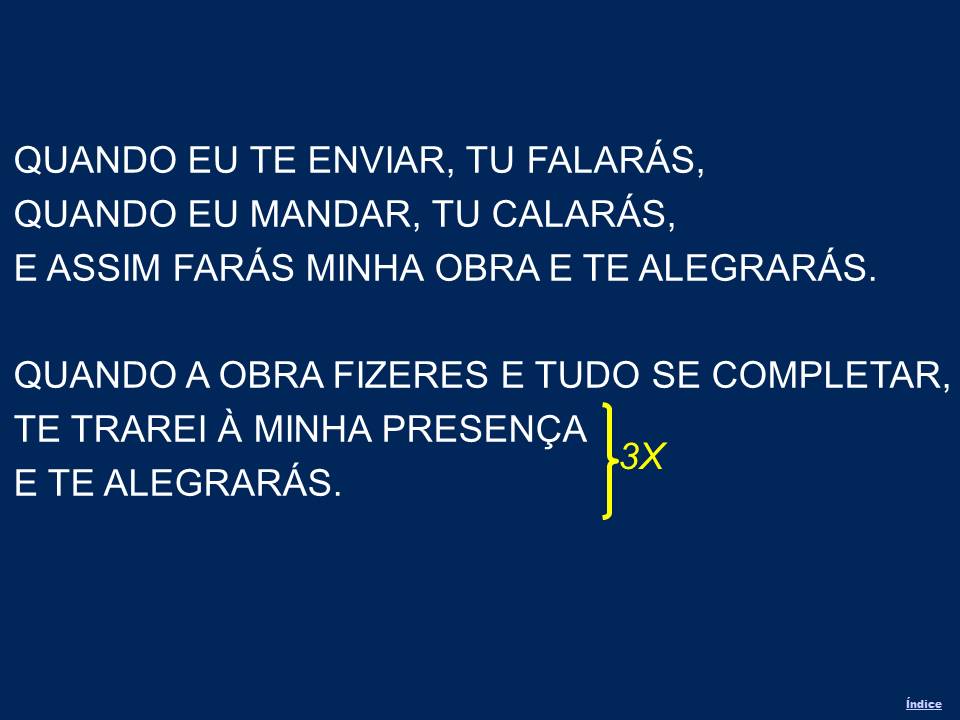 QUANDO EU TE ENVIAR, TU FALARÁS,
QUANDO EU MANDAR, TU CALARÁS,
E ASSIM FARÁS MINHA OBRA E TE ALEGRARÁS.
QUANDO A OBRA FIZERES E TUDO SE COMPLETAR,
TE TRAREI À MINHA PRESENÇA
E TE ALEGRARÁS.
3X
Índice